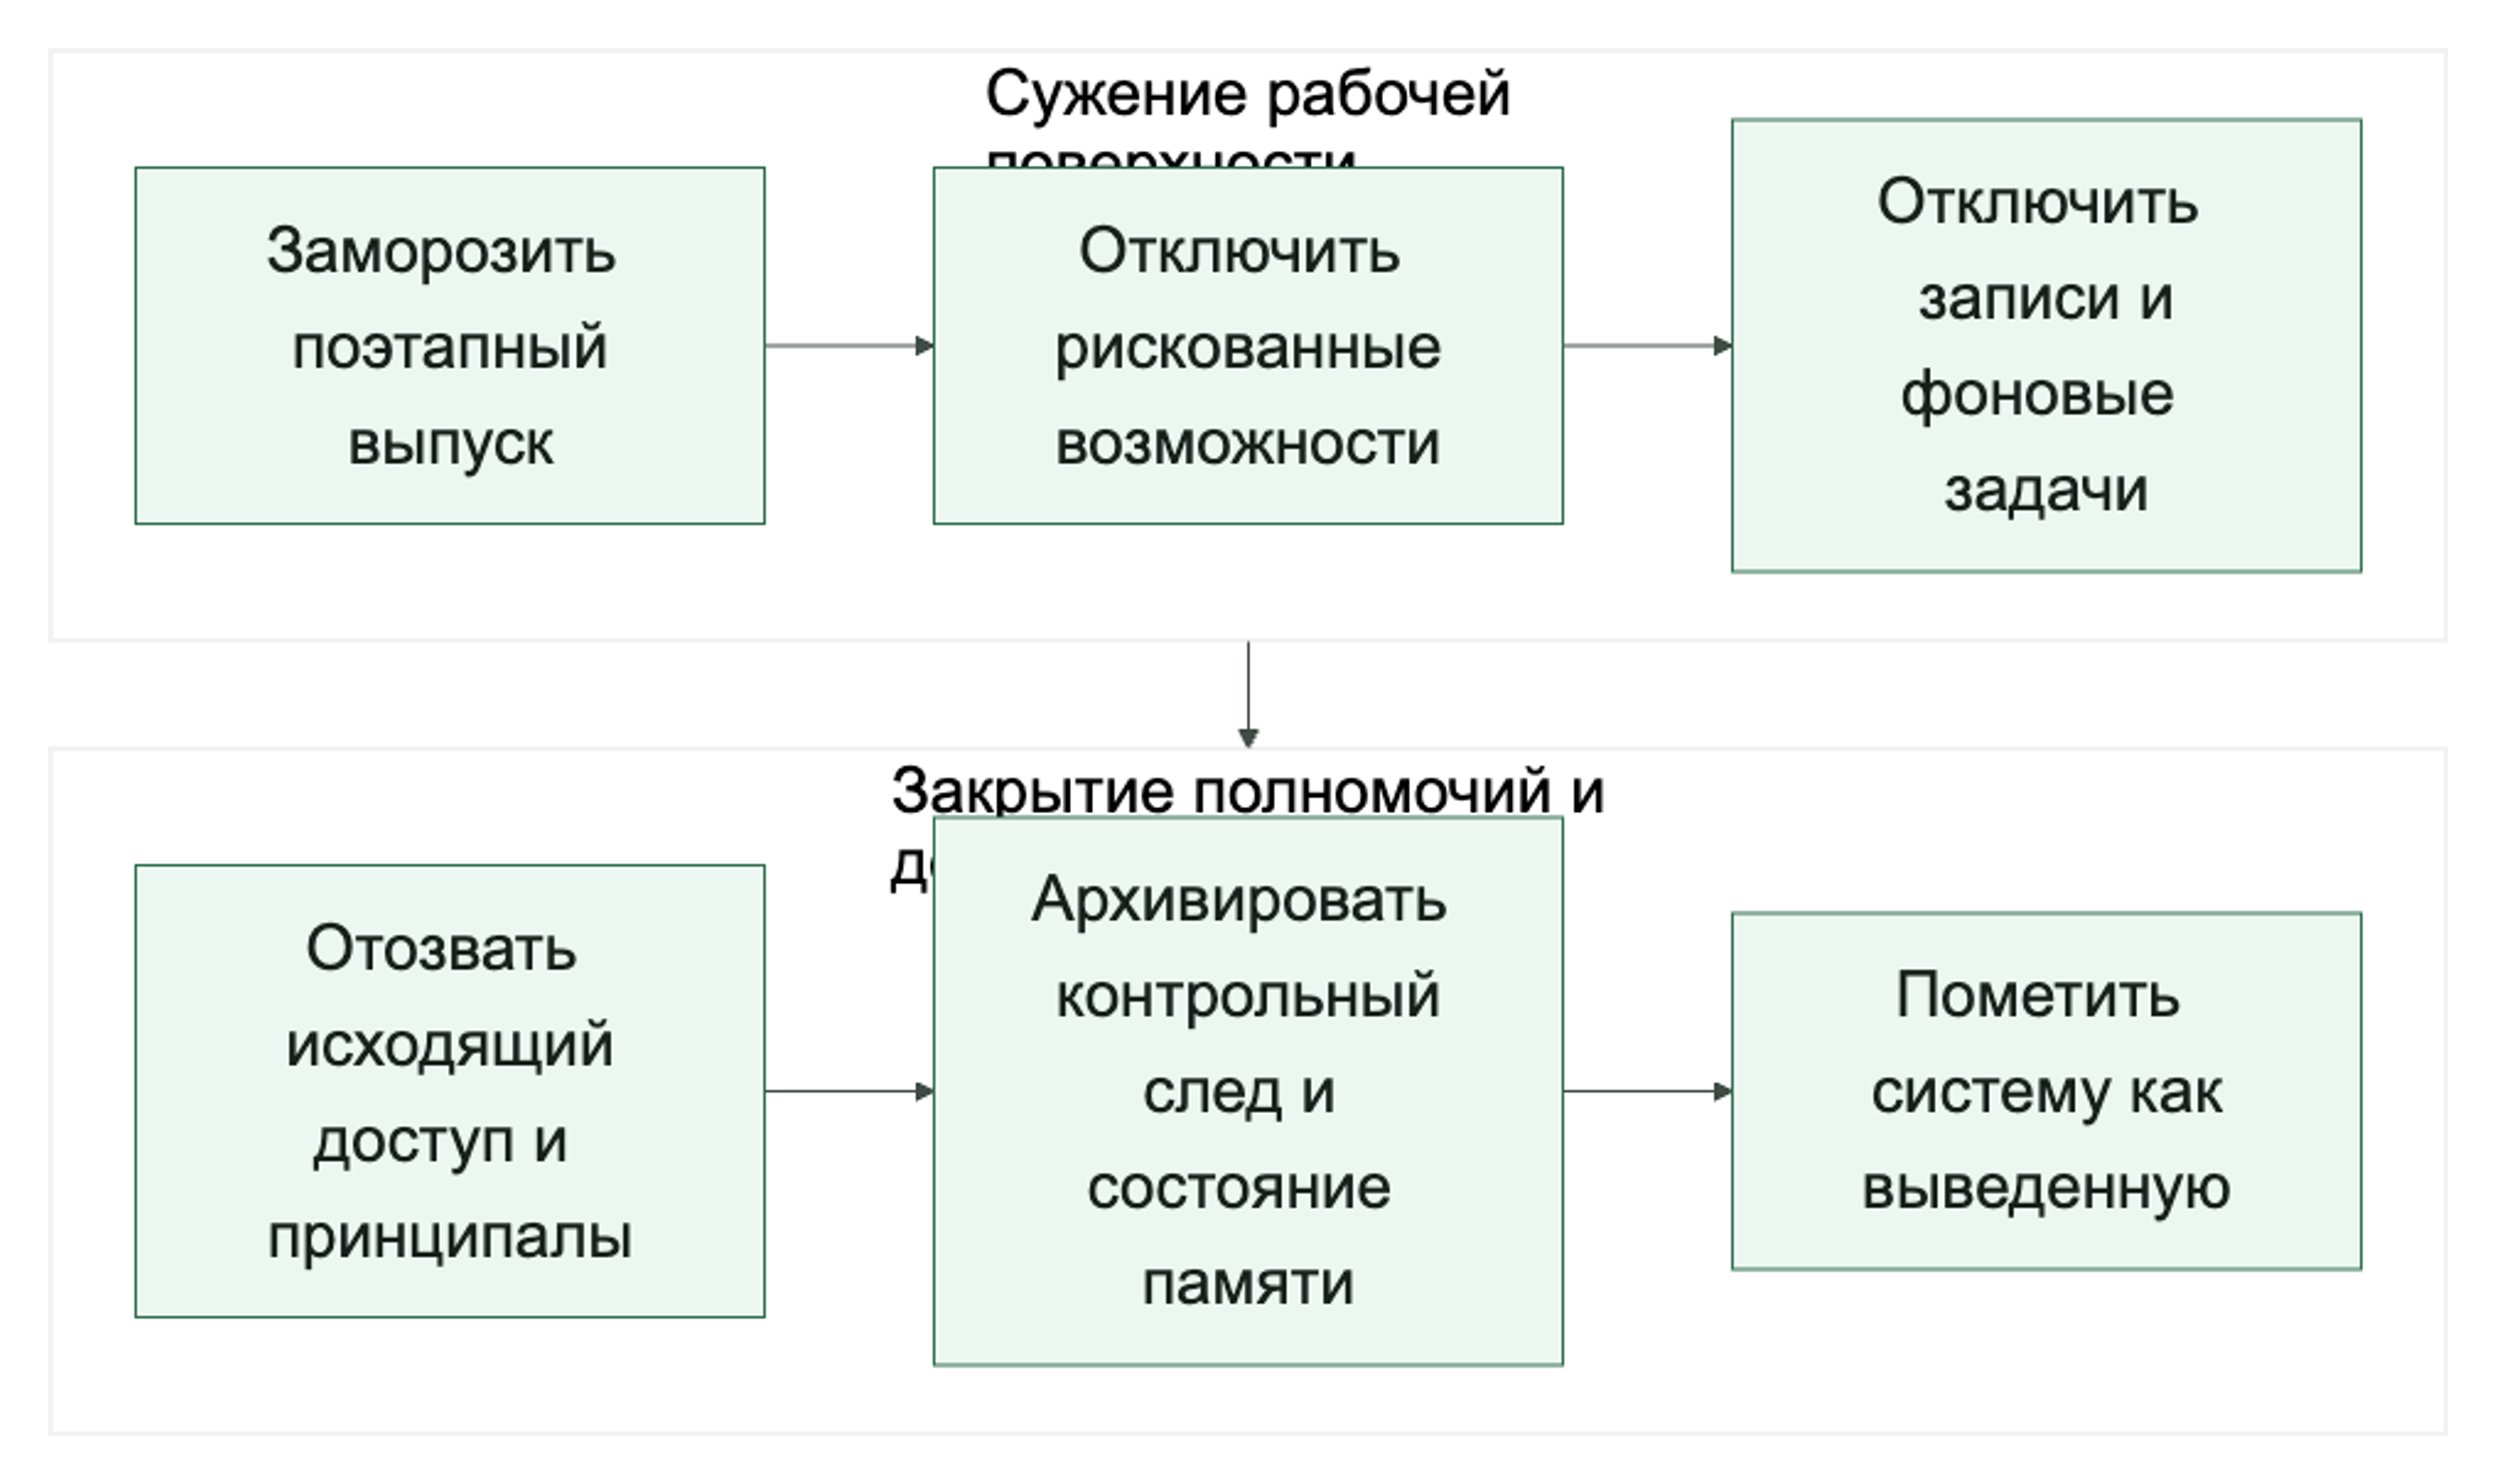 Сужение рабочей
поверхности
Заморозить
поэтапный
выпуск
Отключить
рискованные
возможности
Отключить
записи и
фоновые
задачи
Закрытие полномочий и
Отозвать
исходящий
доступ и
принципалы
Архивировать
контрольный
след и
состояние
памяти
Пометить
систему как
выведенную